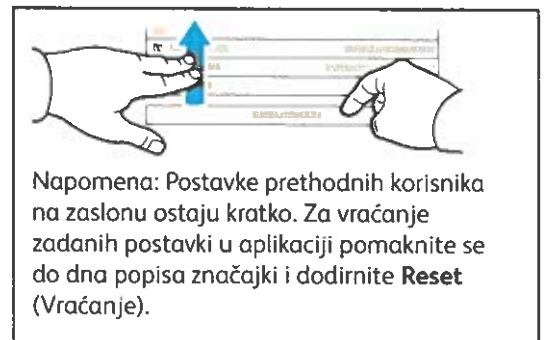 Napomena: Postavke prethodnih korisnika
na zaslonu ostaju kratko. Za vraćanje
zadanih postavki u aplikaciji pomaknite se
do dna popisa značajki i dodirnite Reset
(Vraćanje).